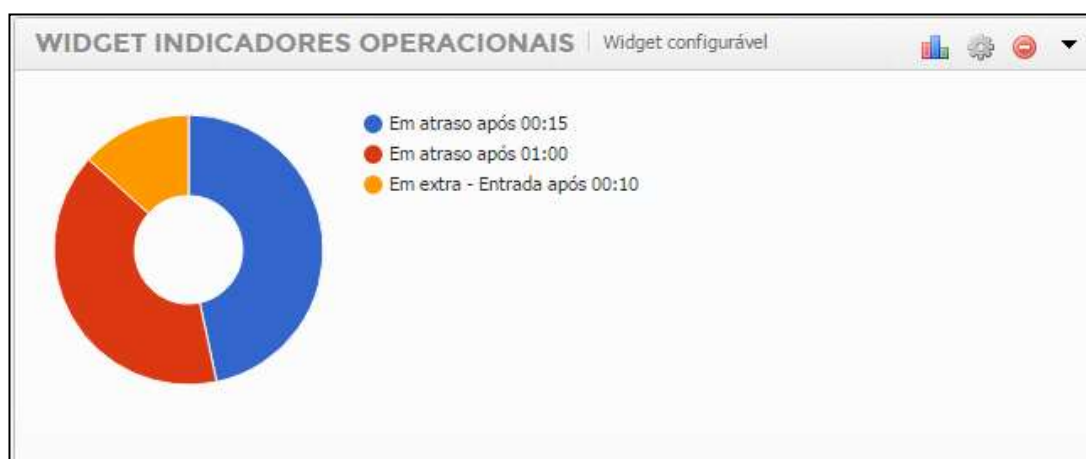 WIDGET INDICADORES OPERACIONAIS Widget configurável
Em atraso após 00:15
Em atraso após 01:00
Em extra - Entrada após 00:10